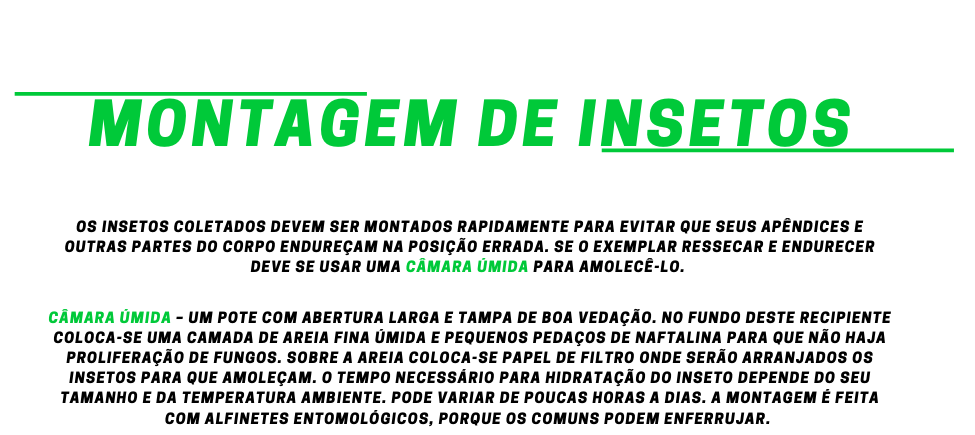 MONTAGEM DE INSETOS
OS INSETOS COLETADOS DEVEM SER MONTADOS RAPIDAMENTE PARA EVITAR QUE SEUS APÊNDICES E
OUTRAS PARTES DO CORPO ENDUREÇAM NA POSIÇÃO ERRADA. SE O EXEMPLAR RESSECAR E ENDURECER
DEVE SE USAR UMA CÂMARA ÚMIDA PARA AMOLECÊ-LO.
CÂMARA ÚMIDA – UM POTE COM ABERTURA LARGA E TAMPA DE BOA VEDAÇÃO. NO FUNDO DESTE RECIPIENTE
COLOCA-SE UMA CAMADA DE AREIA FINA ÚMIDA E PEQUENOS PEDAÇOS DE NAFTALINA PARA QUE NÃO HAJA
PROLIFERAÇÃO DE FUNGOS. SOBRE A AREIA COLOCA-SE PAPEL DE FILTRO ONDE SERÃO ARRANJADOS OS
INSETOS PARA QUE AMOLEÇAM. O TEMPO NECESSÁRIO PARA HIDRATAÇÃO DO INSETO DEPENDE DO SEU
TAMANHO E DA TEMPERATURA AMBIENTE. PODE VARIAR DE POUCAS HORAS A DIAS. A MONTAGEM É FEITA
COM ALFINETES ENTOMOLÓGICOS, PORQUE OS COMUNS PODEM ENFERRUJAR.